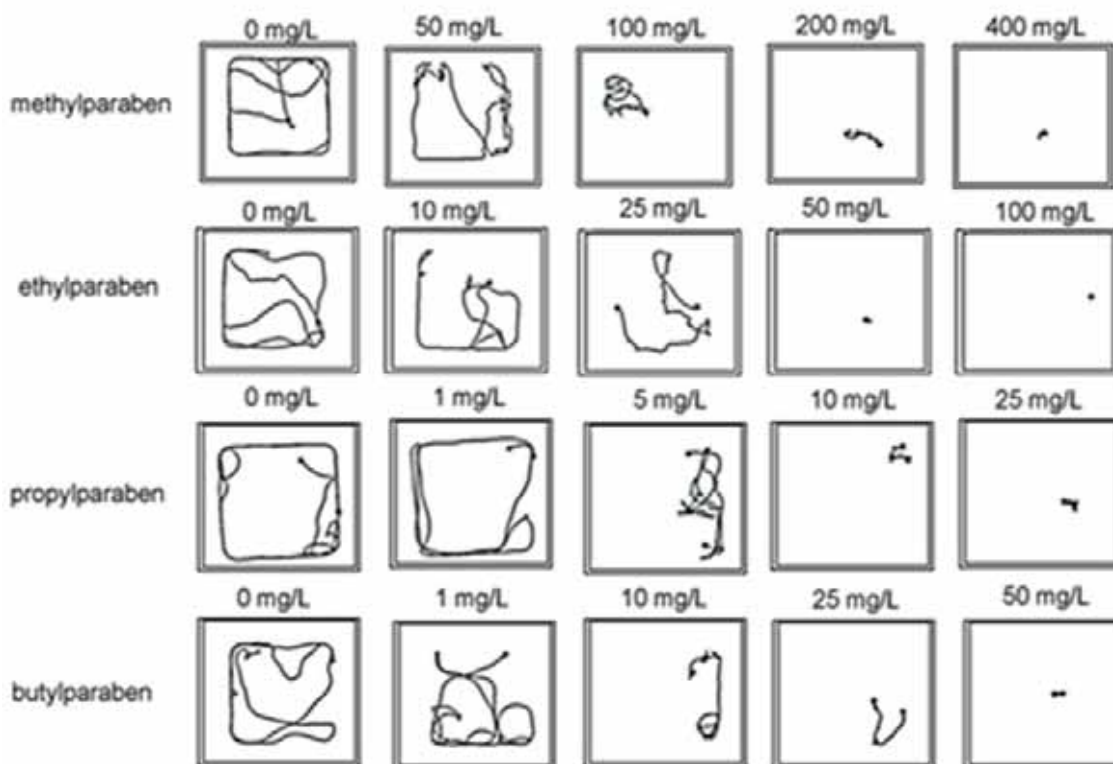 0 mg/L 50 mg/L 100 mg/L 200 mg/L 400 mg/L
methylparaben
0 mg/L 10 mg/L 25 mg/L 50 mg/L 100 mg/L
ethylparaben
0 mg/L 1 mg/L 5 mg/L 10 mg/L 25 mg/L
propylparaben
0 mg/L 1 mg/L 10 mg/L 25 mg/L 50 mg/L
butylparaben